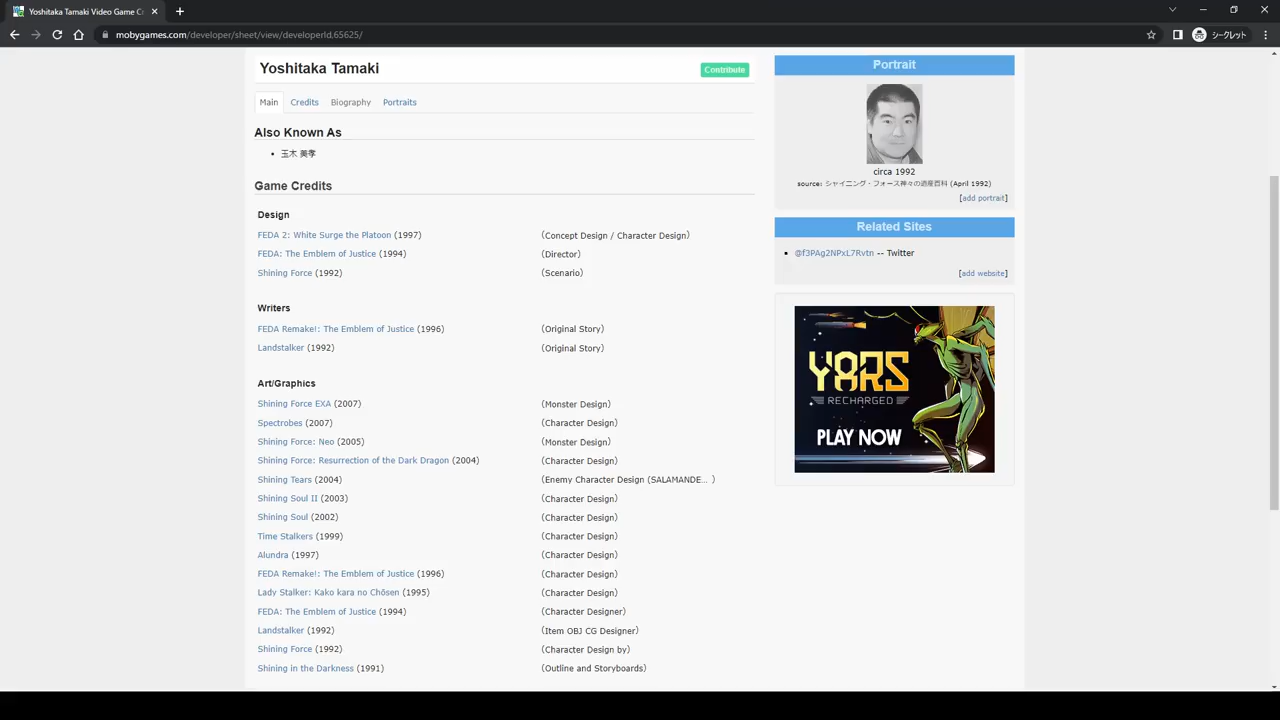 Yoshitaka Tamaki Video Game Cr
mobygames.com/developer/sheet/view/developerId,65625/
シークレット
Yoshitaka Tamaki
Contribute
Main Credits Biography Portraits
Also Known As
• 玉木 美孝
Game Credits
Design
FEDA 2: White Surge the Platoon (1997) (Concept Design / Character Design)
FEDA: The Emblem of Justice (1994) (Director)
Shining Force (1992) (Scenario)
Writers
FEDA Remake!: The Emblem of Justice (1996) (Original Story)
Landstalker (1992) (Original Story)
Art/Graphics
Shining Force EXA (2007) (Monster Design)
Spectrobes (2007) (Character Design)
Shining Force: Neo (2005) (Monster Design)
Shining Force: Resurrection of the Dark Dragon (2004) (Character Design)
Shining Tears (2004) (Enemy Character Design (SALAMANDE... )
Shining Soul II (2003) (Character Design)
Shining Soul (2002) (Character Design)
Time Stalkers (1999) (Character Design)
Alundra (1997) (Character Design)
FEDA Remake!: The Emblem of Justice (1996) (Character Design)
Lady Stalker: Kako kara no Chōsen (1995) (Character Design)
FEDA: The Emblem of Justice (1994) (Character Designer)
Landstalker (1992) (Item OBJ CG Designer)
Shining Force (1992) (Character Design by)
Shining in the Darkness (1991) (Outline and Storyboards)
Portrait
circa 1992
source: シャイニング・フォース神々の遺産百科 (April 1992)
[add portrait]
Related Sites
@f3PAg2NPxL7Rvtn -- Twitter
[add website]
YARS
RECHARGED
PLAY NOW